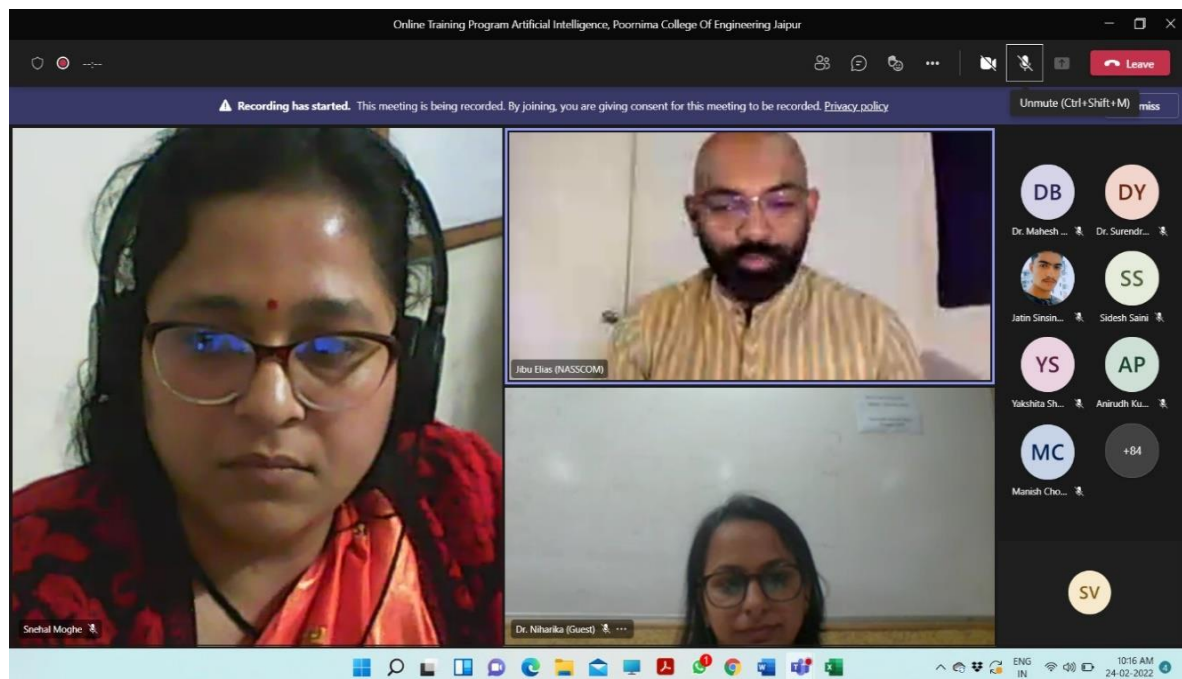 Online Training Program Artificial Intelligence, Poornima College Of Engineering Jaipur
--:--
Leave
Recording has started. This meeting is being recorded. By joining, you are giving consent for this meeting to be recorded. Privacy policy
Unmute (Ctrl+Shift+M)
miss
DB
DY
Dr. Mahesh ...
Dr. Surendr...
SS
Jatin Sinsin...
Sidesh Saini
YS
AP
Yakshita Sh...
Anirudh Ku...
MC
+84
Manish Cho...
SV
Jibu Elias (NASSCOM)
Snehal Moghe
Dr. Niharika (Guest)
ENG
IN
10:16 AM
24-02-2022
4